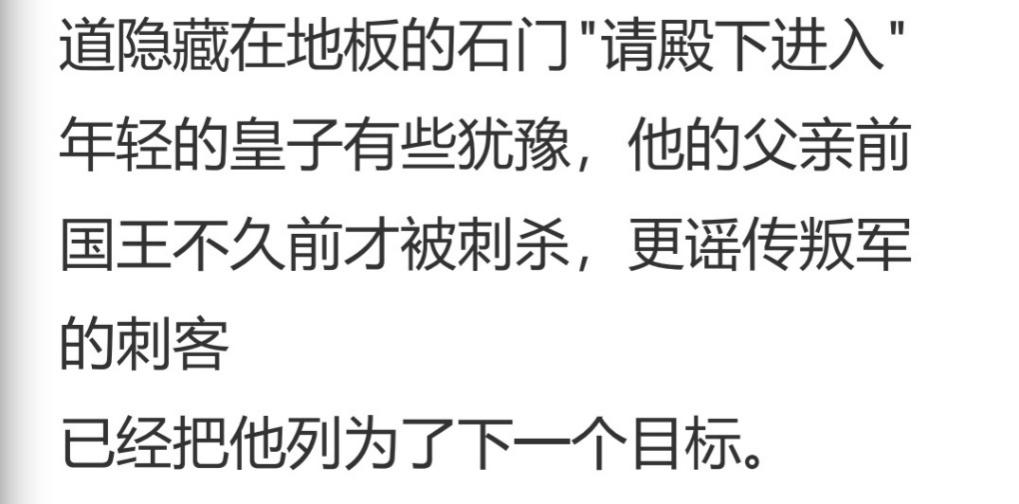 道隐藏在地板的石门"请殿下进入"
年轻的皇子有些犹豫，他的父亲前
国王不久前才被刺杀，更谣传叛军
的刺客
已经把他列为了下一个目标。